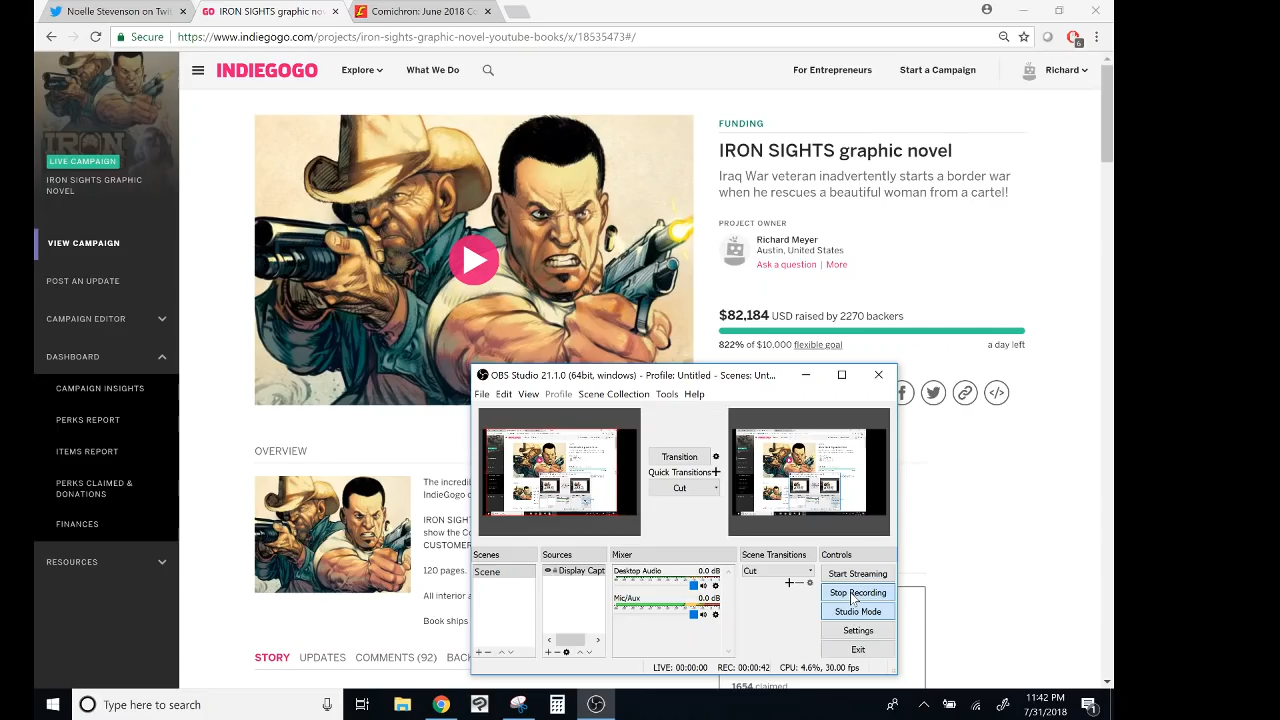 Noelle Stevenson on Twi
GO IRON SIGHTS graphic no
Comichron: June 2018 Co
Secure
https://www.indiegogo.com/projects/iron-sights-graphic-novel-youtube-books/x/18535473#/
6
IRON
LIVE CAMPAIGN
IRON SIGHTS GRAPHIC
NOVEL
VIEW CAMPAIGN
POST AN UPDATE
CAMPAIGN EDITOR
DASHBOARD
CAMPAIGN INSIGHTS
PERKS REPORT
ITEMS REPORT
PERKS CLAIMED &
DONATIONS
FINANCES
RESOURCES
INDIEGOGO
Explore
What We Do
For Entrepreneurs
Start a Campaign
Richard
FUNDING
IRON SIGHTS graphic novel
Iraq War veteran inadvertently starts a border war
when he rescues a beautiful woman from a cartel!
PROJECT OWNER
Richard Meyer
Austin, United States
Ask a question | More
$82,184 USD raised by 2270 backers
822% of $10,000 flexible goal
a day left
OVERVIEW
The incredi
IndieGogo c
IRON SIGH
show the Co
CUSTOMER
120 pages.
All interior a
Book ships
STORY
UPDATES
COMMENTS (92)
BACK
1654 claimed
OBS Studio 21.1.0 (64bit, windows) - Profile: Untitled - Scenes: Unt...
File
Edit
View
Profile
Scene Collection
Tools
Help
Transition
Quick Transitions
Cut
Scenes
Sources
Mixer
Scene Transitions
Controls
Scene
Display Capt
Desktop Audio
0.0 dB
Mic/Aux
0.0 dB
Cut
Start Streaming
Stop Recording
Studio Mode
Settings
Exit
LIVE: 00:00:00
REC: 00:00:42
CPU: 4.6%, 30.00 fps
Type here to search
11:42 PM
7/31/2018
1